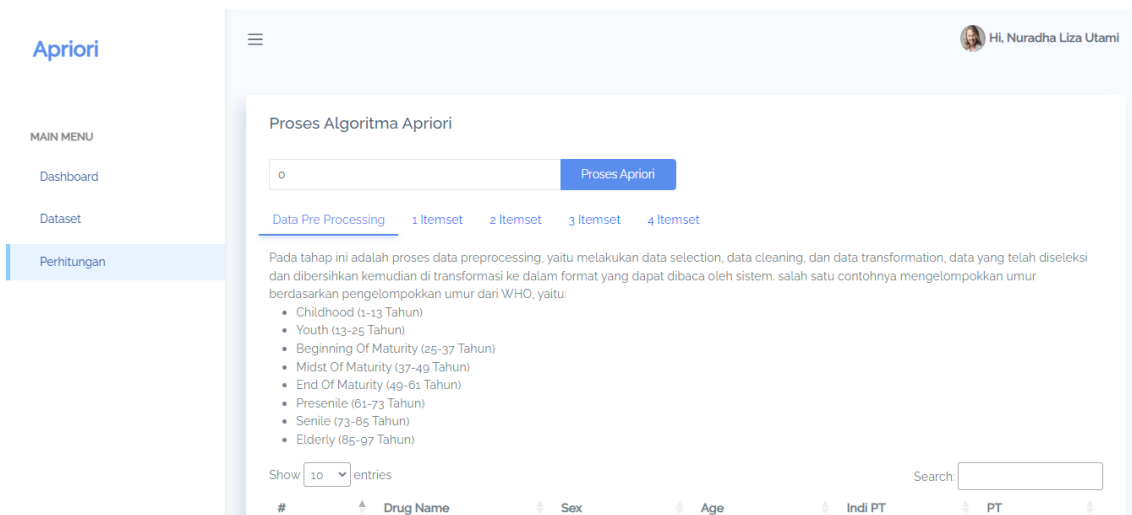 Apriori
Hi, Nuradha Liza Utami
MAIN MENU
Dashboard
Dataset
Perhitungan
Proses Algoritma Apriori
0
Proses Apriori
Data Pre Processing
1 Itemset
2 Itemset
3 Itemset
4 Itemset
Pada tahap ini adalah proses data preprocessing, yaitu melakukan data selection, data cleaning, dan data transformation, data yang telah diseleksi
dan dibersihkan kemudian di transformasi ke dalam format yang dapat dibaca oleh sistem. salah satu contohnya mengelompokkan umur
berdasarkan pengelompokkan umur dari WHO, yaitu:
• Childhood (1-13 Tahun)
• Youth (13-25 Tahun)
• Beginning Of Maturity (25-37 Tahun)
• Midst Of Maturity (37-49 Tahun)
• End Of Maturity (49-61 Tahun)
• Presenile (61-73 Tahun)
• Senile (73-85 Tahun)
• Elderly (85-97 Tahun)
Show 10 entries
Search:
# Drug Name Sex Age Indi PT PT